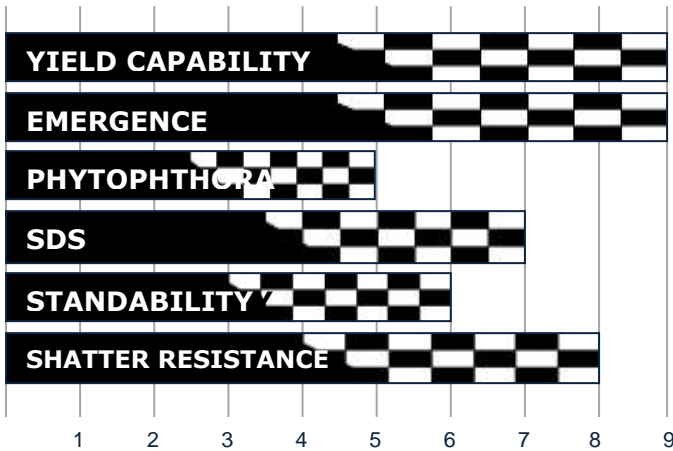 YIELD CAPABILITY
EMERGENCE
PHYTOPHTHORA
SDS
STANDABILITY
SHATTER RESISTANCE
1 2 3 4 5 6 7 8 9